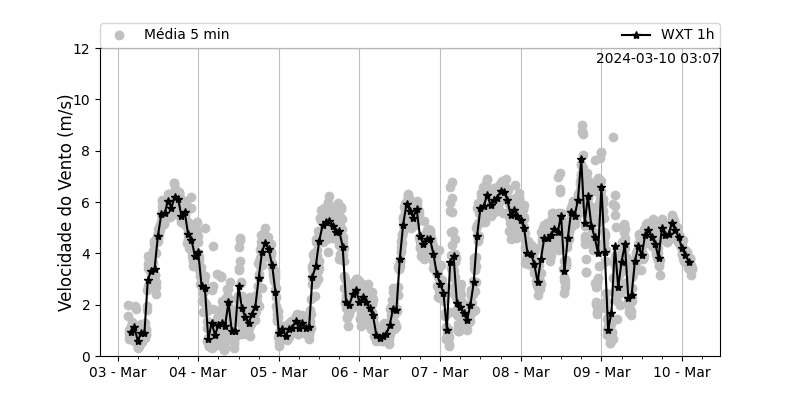 Média 5 min
WXT 1h
2024-03-10 03:07
Velocidade do Vento (m/s)
12
10
8
6
4
2
0
03 - Mar
04 - Mar
05 - Mar
06 - Mar
07 - Mar
08 - Mar
09 - Mar
10 - Mar